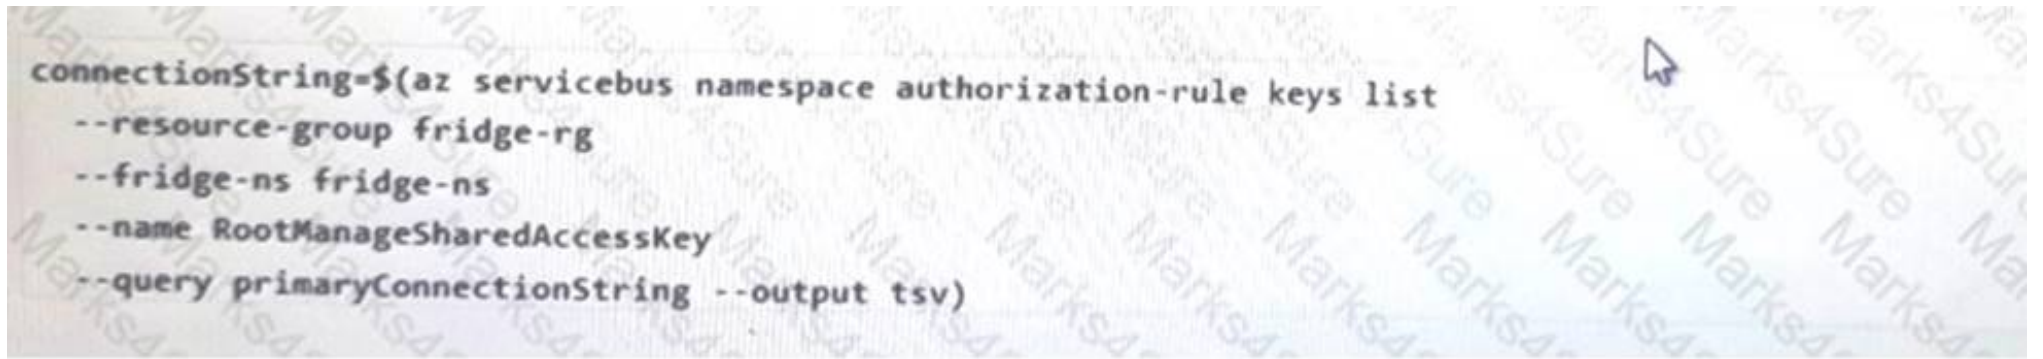 connectionString=$(az servicebus namespace authorization-rule keys list
--resource-group fridge-rg
--fridge-ns fridge-ns
--name RootManageSharedAccessKey
--query primaryConnectionString --output tsv)
Marks4Sure